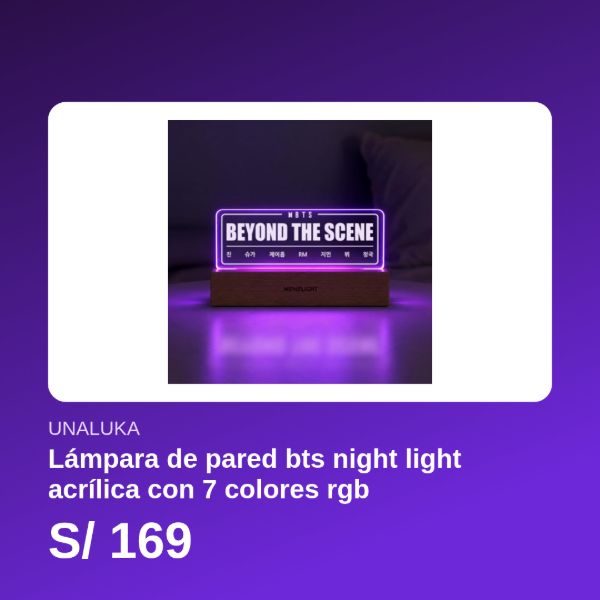 BTS
BEYOND THE SCENE
진 슈가 제이홉 RM 지민 뷔 정국
UNALUKA
Lámpara de pared bts night light
acrílica con 7 colores rgb
S/ 169